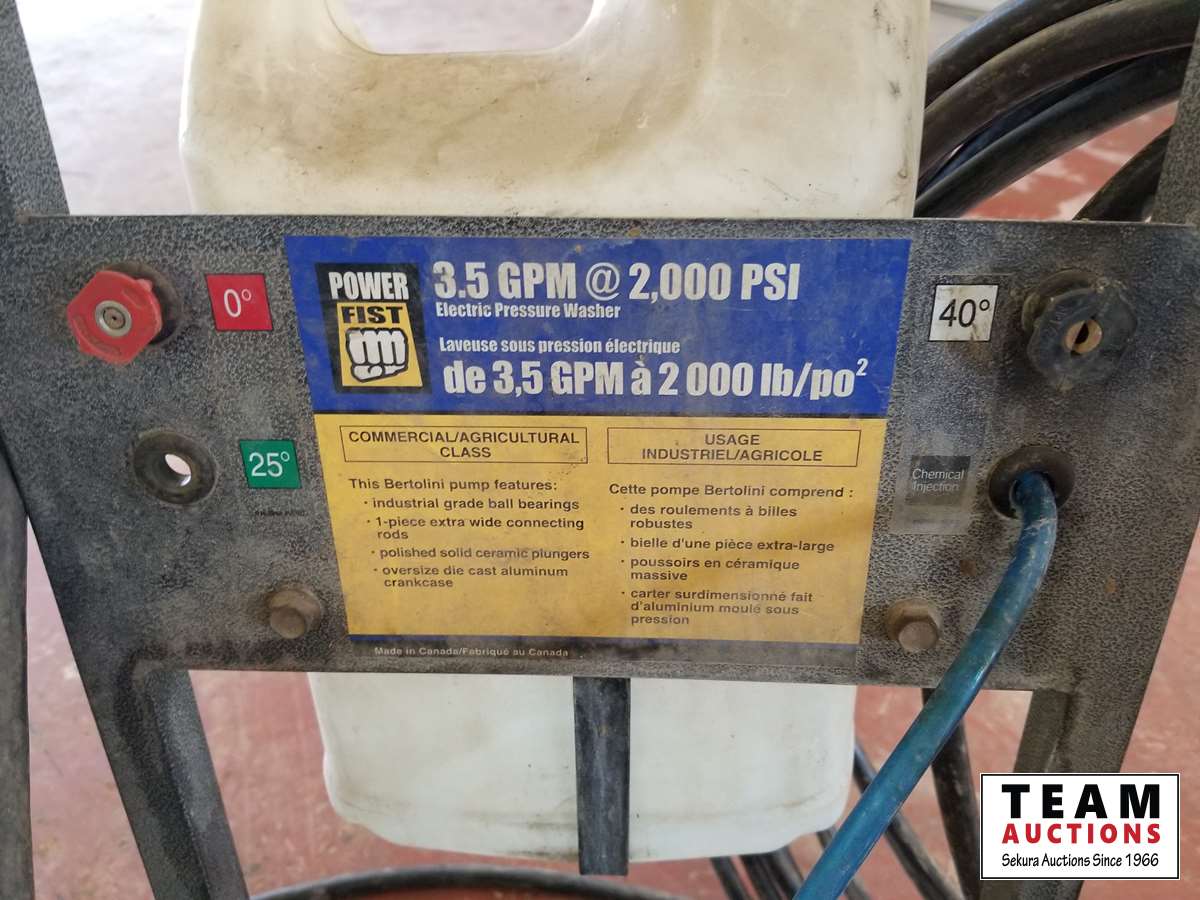 0°
25°
POWER
FIST
3.5 GPM @ 2,000 PSI
Electric Pressure Washer
Laveuse sous pression électrique
de 3,5 GPM à 2 000 lb/po²
COMMERCIAL/AGRICULTURAL
CLASS
This Bertolini pump features:
· industrial grade ball bearings
· 1-piece extra wide connecting
rods
· polished solid ceramic plungers
· oversize die cast aluminum
crankcase
USAGE
INDUSTRIEL/AGRICOLE
Cette pompe Bertolini comprend :
· des roulements à billes
robustes
· bielle d'une pièce extra-large
· poussoirs en céramique
massive
· carter surdimensionné fait
d'aluminium moulé sous
pression
Made in Canada/Fabriqué au Canada
40°
Chemical
Injection
TEAM
AUCTIONS
Sekura Auctions Since 1966